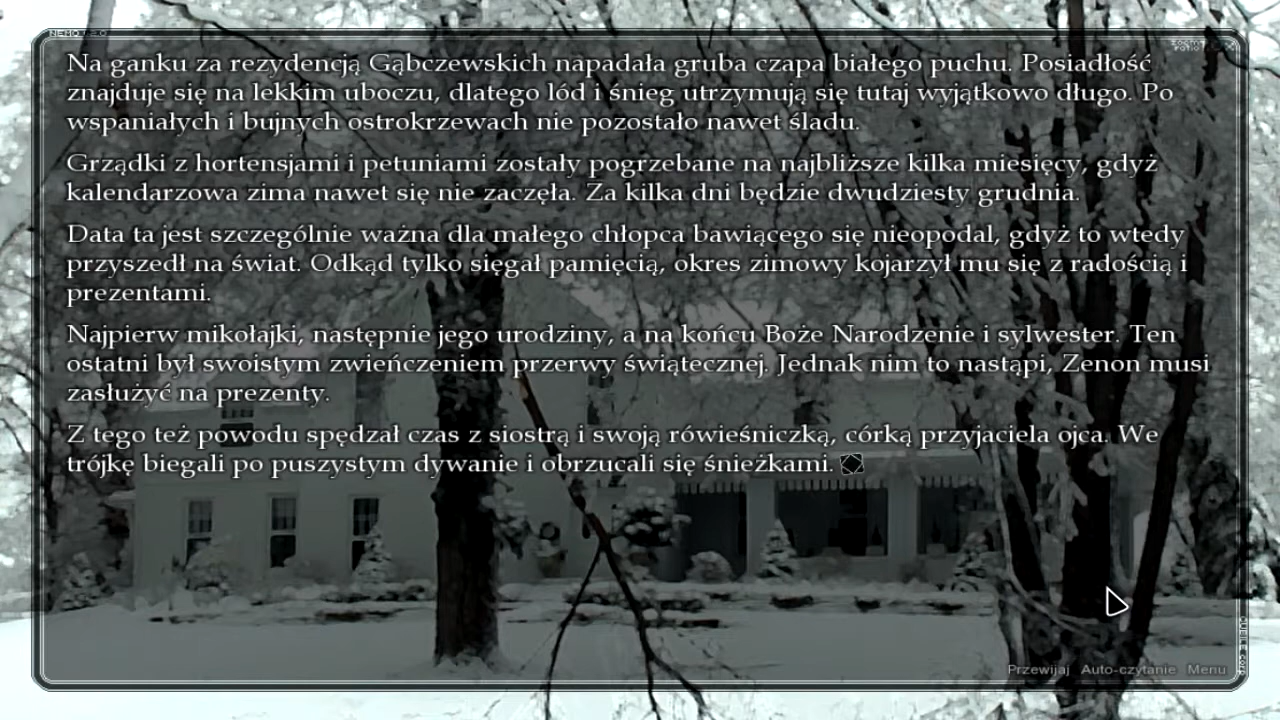 NEMO V.2.0
Na ganku za rezydencją Gąbczewskich napadała gruba czapa białego puchu. Posiadłość
znajduje się na lekkim uboczu, dlatego lód i śnieg utrzymują się tutaj wyjątkowo długo. Po
wspaniałych i bujnych ostrokrzewach nie pozostało nawet śladu.
Grządki z hortensjami i petuniami zostały pogrzebane na najbliższe kilka miesięcy, gdyż
kalendarzowa zima nawet się nie zaczęła. Za kilka dni będzie dwudziesty grudnia.
Data ta jest szczególnie ważna dla małego chłopca bawiącego się nieopodal, gdyż to wtedy
przyszedł na świat. Odkąd tylko sięgał pamięcią, okres zimowy kojarzył mu się z radością i
prezentami.
Najpierw mikołajki, następnie jego urodziny, a na końcu Boże Narodzenie i sylwester. Ten
ostatni był swoistym zwieńczeniem przerwy świątecznej. Jednak nim to nastąpi, Zenon musi
zasłużyć na prezenty.
Z tego też powodu spędzał czas z siostrą i swoją rówieśniczką, córką przyjaciela ojca. We
trójkę biegali po puszystym dywanie i obrzucali się śnieżkami.
Przewijaj Auto-czytanie Menu